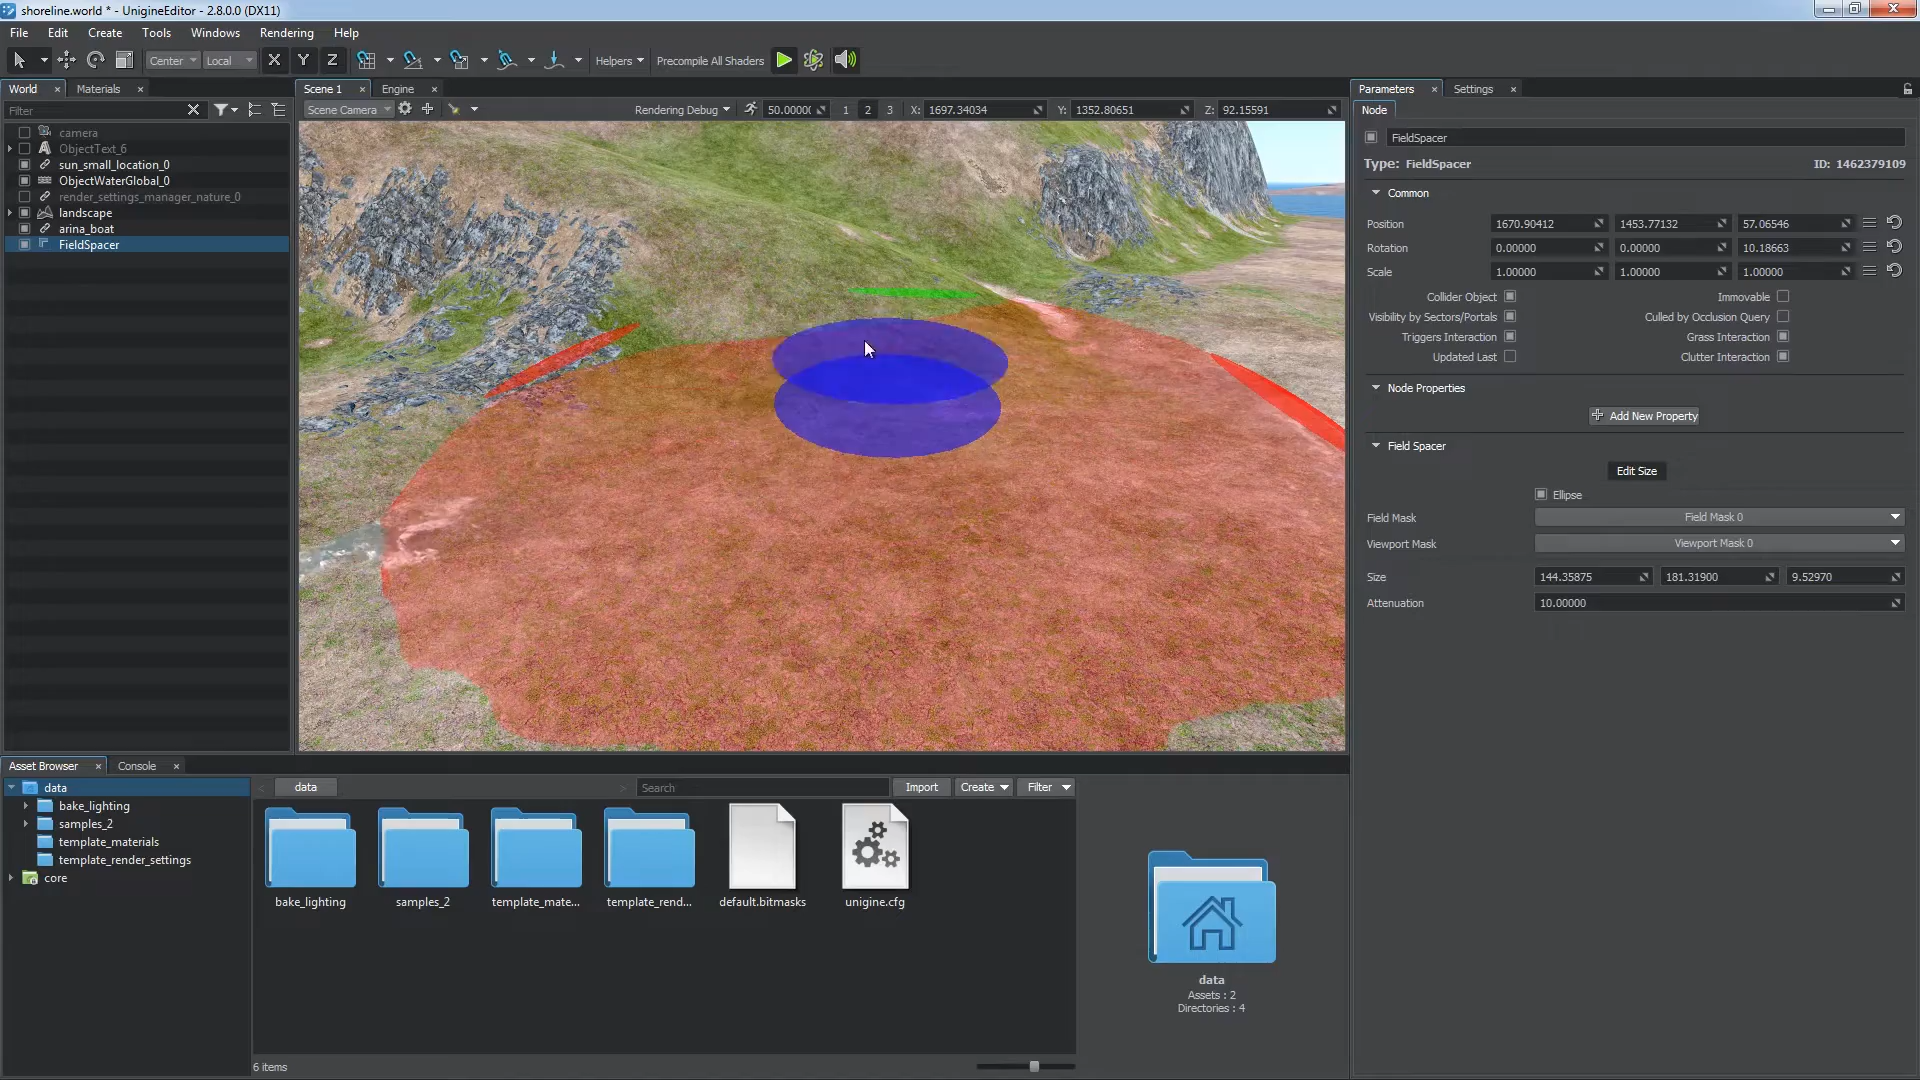 shoreline.world * - UnigineEditor - 2.8.0.0 (DX11)
File Edit Create Tools Windows Rendering Help
Center Local X Y Z Helpers Precompile All Shaders
World Materials
Filter
camera
ObjectText_6
sun_small_location_0
ObjectWaterGlobal_0
render_settings_manager_nature_0
landscape
arina_boat
FieldSpacer
Scene 1 Engine
Scene Camera Rendering Debug 50.0000( 1 2 3 X: 1697.34034 Y: 1352.80651 Z: 92.15591
Parameters Settings
Node
FieldSpacer
Type: FieldSpacer ID: 1462379109
Common
Position 1670.90412 1453.77132 57.06546
Rotation 0.00000 0.00000 10.18663
Scale 1.00000 1.00000 1.00000
Collider Object Immovable
Visibility by Sectors/Portals Culled by Occlusion Query
Triggers Interaction Grass Interaction
Updated Last Clutter Interaction
Node Properties
Add New Property
Field Spacer
Edit Size
Ellipse
Field Mask Field Mask 0
Viewport Mask Viewport Mask 0
Size 144.35875 181.31900 9.52970
Attenuation 10.00000
Asset Browser Console
data
bake_lighting
samples_2
template_materials
template_render_settings
core
data Search Import Create Filter
bake_lighting samples_2 template_mate... template_rend... default.bitmasks unigine.cfg
data
Assets : 2
Directories : 4
6 items